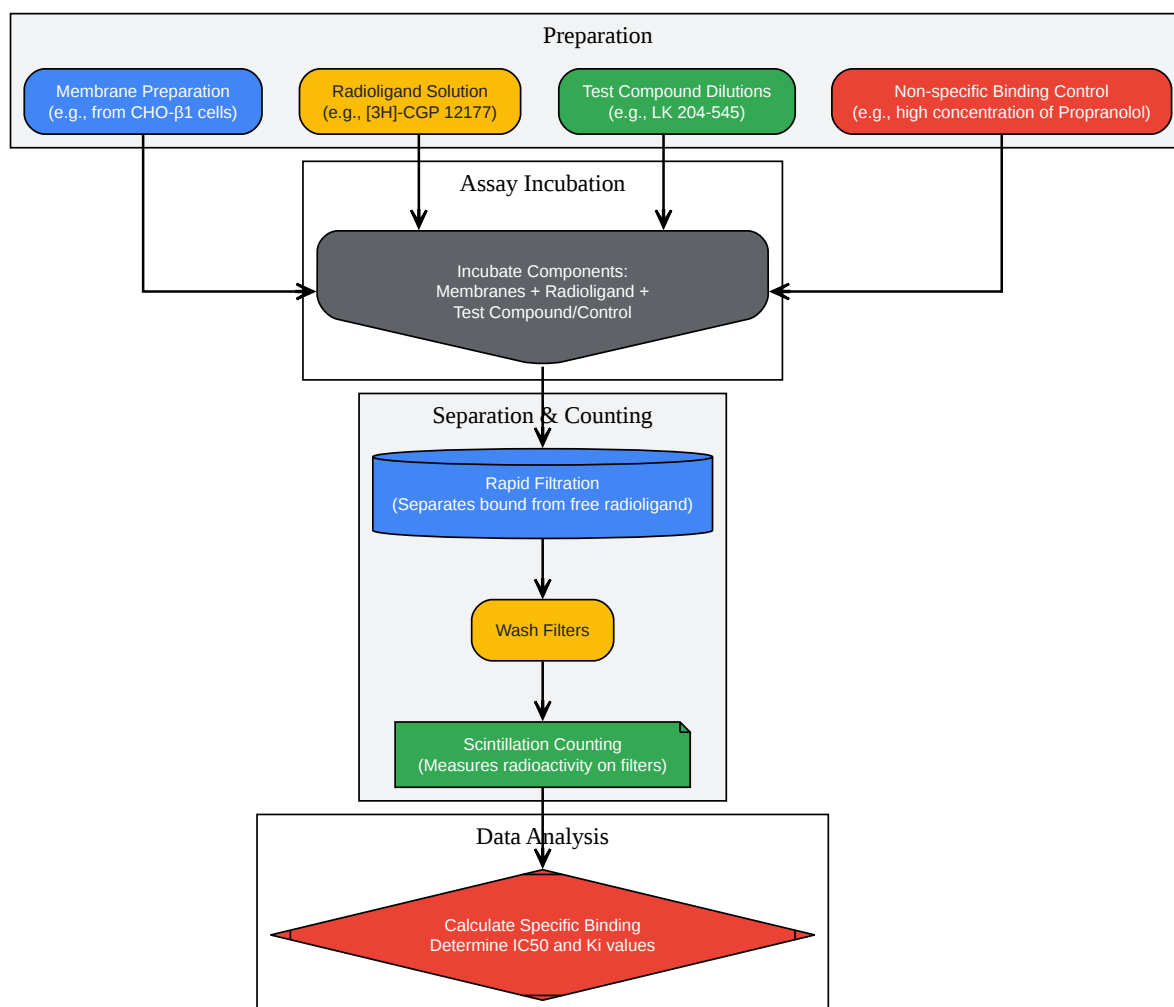 Preparation
Membrane Preparation
(e.g., from CHO-β1 cells)
Radioligand Solution
(e.g., [3H]-CGP 12177)
Test Compound Dilutions
(e.g., LK 204-545)
Non-specific Binding Control
(e.g., high concentration of Propranolol)
Assay Incubation
Incubate Components:
Membranes + Radioligand +
Test Compound/Control
Separation & Counting
Rapid Filtration
(Separates bound from free radioligand)
Wash Filters
Scintillation Counting
(Measures radioactivity on filters)
Data Analysis
Calculate Specific Binding
Determine IC50 and Ki values